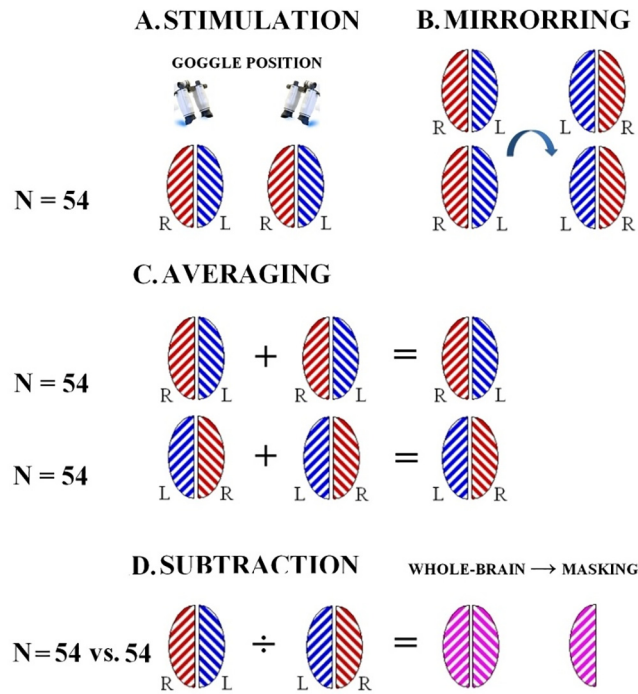 A. STIMULATION
B. MIRRORRING
GOGGLE POSITION
R L L R
N = 54
R L R L
R L L R
C. AVERAGING
N = 54
+ =
R L R L R L
N = 54
+ =
L R L R L R
D. SUBTRACTION
WHOLE-BRAIN → MASKING
N = 54 vs. 54
÷ =
R L L R